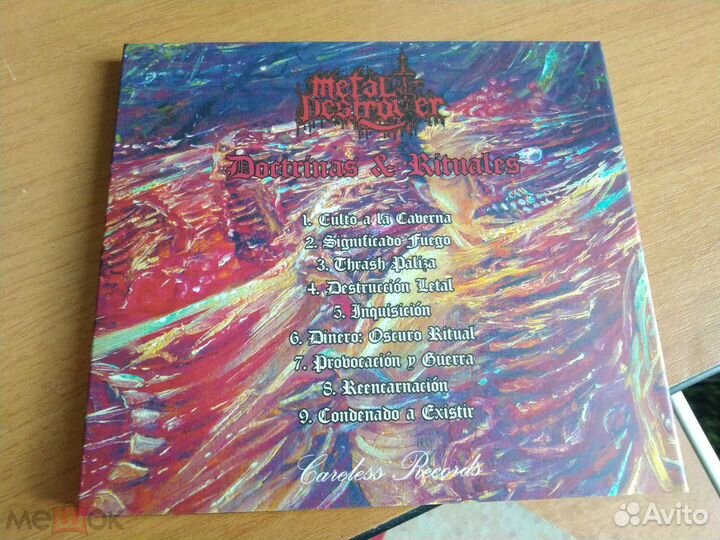 Metal Destroyer
Doctrinas & Rituales
1. Culto a la Caverna
2. Significado Fuego
3. Thrash Paliza
4. Destrucción Letal
5. Inquisición
6. Dinero: Oscuro Ritual
7. Provocación y Guerra
8. Reencarnación
9. Condenado a Existir
Careless Records
мешок
Avito